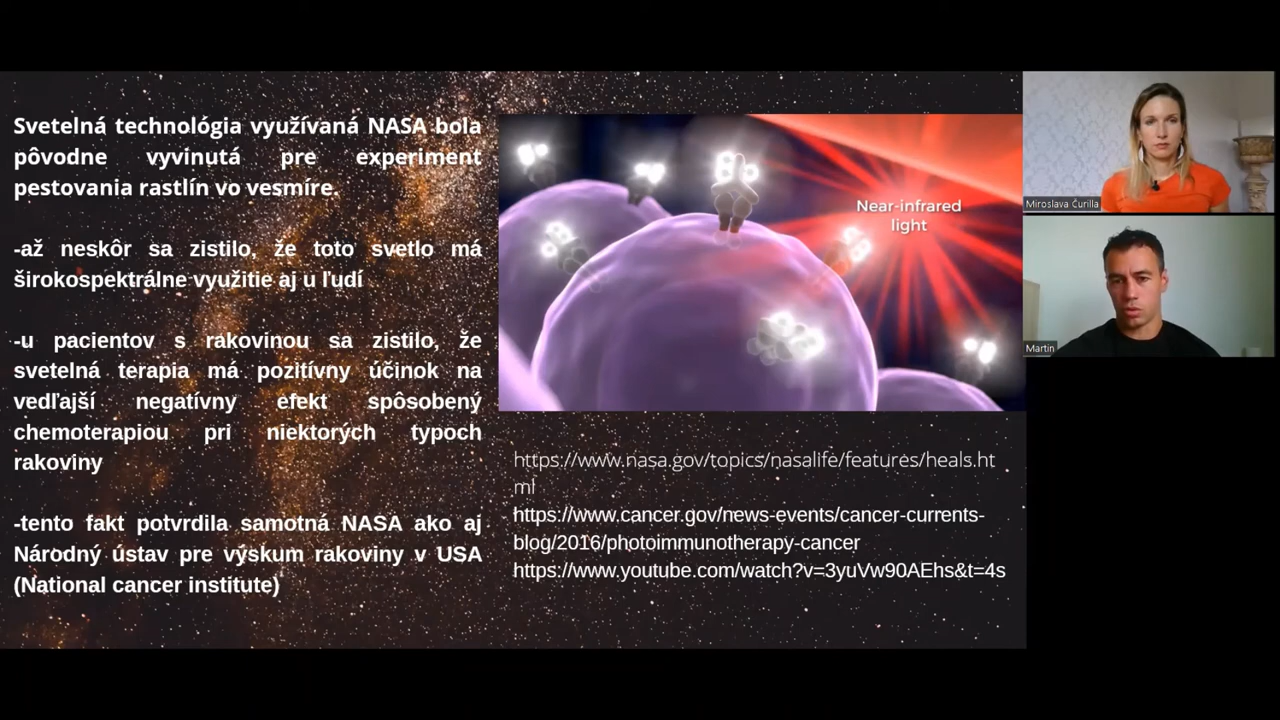 Svetelná technológia využívaná NASA bola
pôvodne vyvinutá pre experiment
pestovania rastlín vo vesmíre.
-až neskôr sa zistilo, že toto svetlo má
širokospektrálne využitie aj u ľudí
-u pacientov s rakovinou sa zistilo, že
svetelná terapia má pozitívny účinok na
vedľajší negatívny efekt spôsobený
chemoterapiou pri niektorých typoch
rakoviny
-tento fakt potvrdila samotná NASA ako aj
Národný ústav pre výskum rakoviny v USA
(National cancer institute)
Near-infrared
light
https://www.nasa.gov/topics/nasalife/features/heals.ht
ml
https://www.cancer.gov/news-events/cancer-currents-
blog/2016/photoimmunotherapy-cancer
https://www.youtube.com/watch?v=3yuVw90AEhs&t=4s
Miroslava Čurilla
Martin